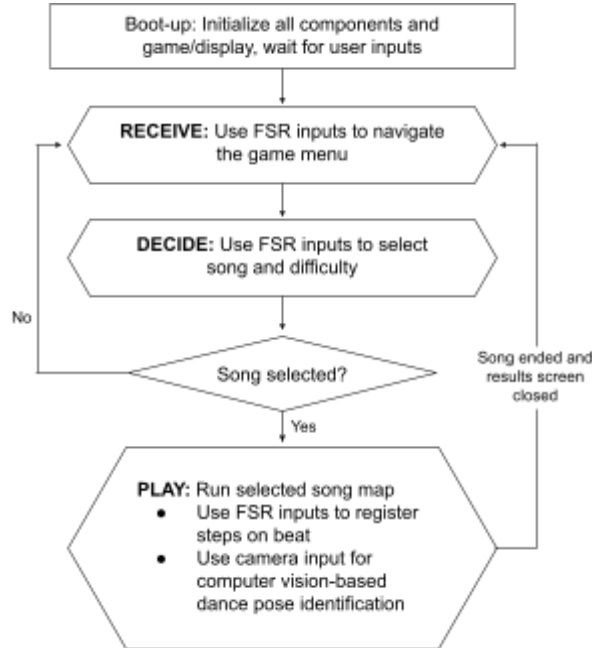 Boot-up: Initialize all components and
game/display, wait for user inputs
RECEIVE: Use FSR inputs to navigate
the game menu
DECIDE: Use FSR inputs to select
song and difficulty
No
Song selected?
Song ended and
results screen
closed
Yes
PLAY: Run selected song map
● Use FSR inputs to register
steps on beat
● Use camera input for
computer vision-based
dance pose identification